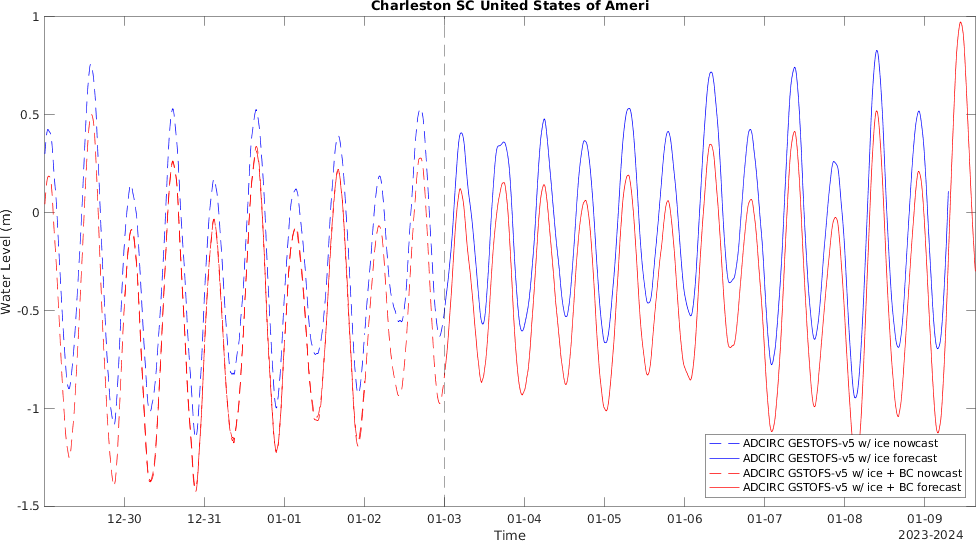 Charleston SC United States of Ameri
Water Level (m)
1
0.5
0
-0.5
-1
-1.5
ADCIRC GESTOFS-v5 w/ ice nowcast
ADCIRC GESTOFS-v5 w/ ice forecast
ADCIRC GSTOFS-v5 w/ ice + BC nowcast
ADCIRC GSTOFS-v5 w/ ice + BC forecast
12-30 12-31 01-01 01-02 01-03 01-04 01-05 01-06 01-07 01-08 01-09
Time
2023-2024